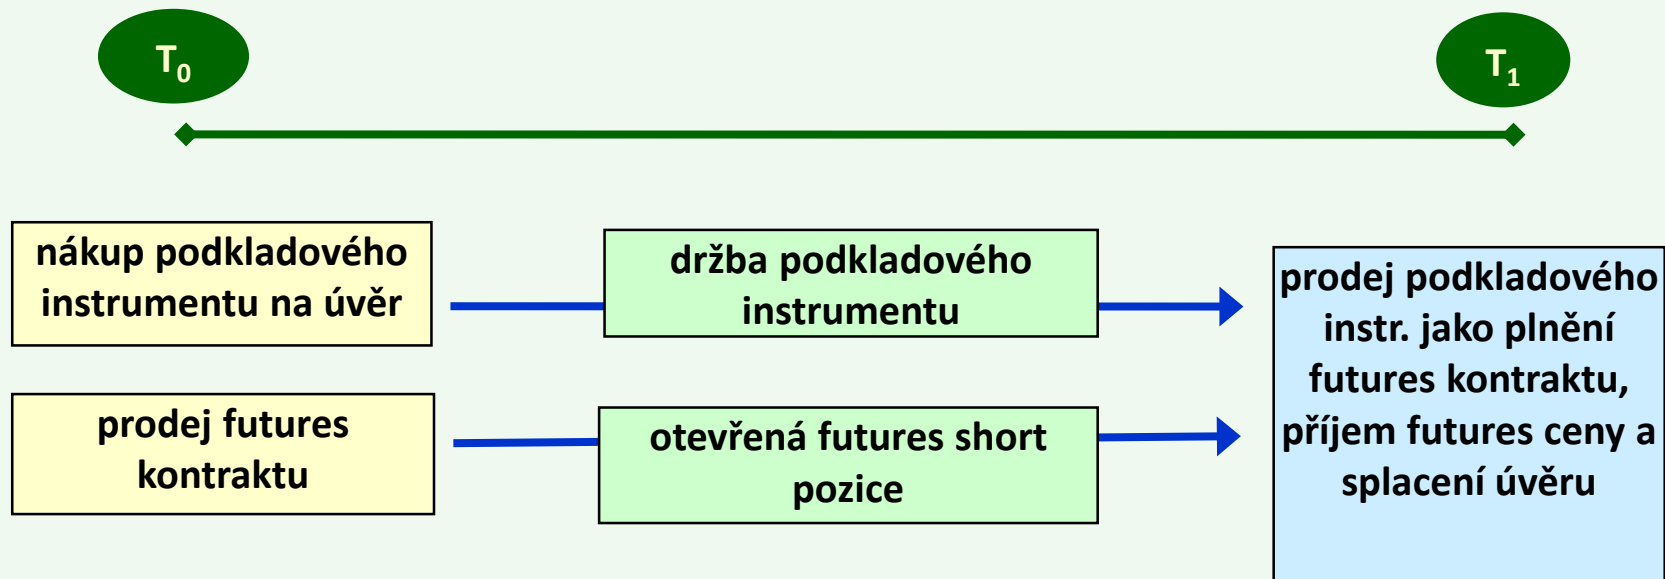 T₀
T₁
nákup podkladového
instrumentu na úvěr
držba podkladového
instrumentu
prodej podkladového
instr. jako plnění
futures kontraktu,
příjem futures ceny a
splacení úvěru
prodej futures
kontraktu
otevřená futures short
pozice